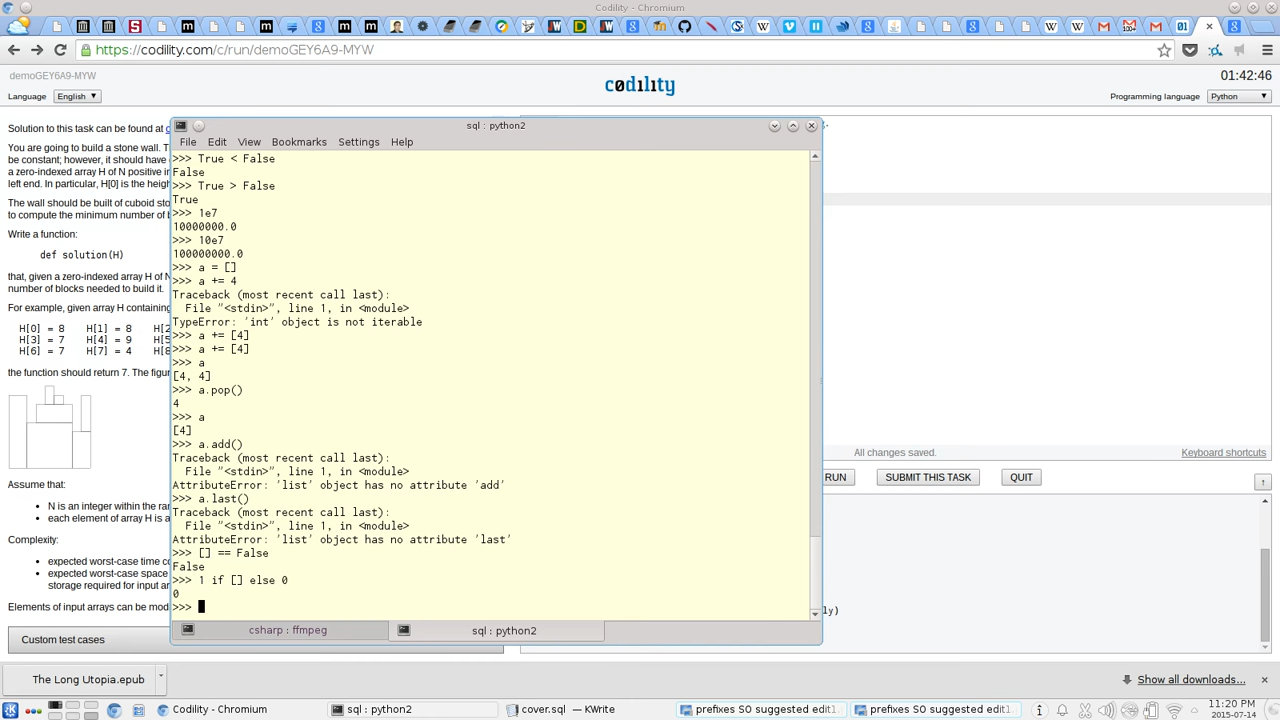 Codility - Chromium
https://codility.com/c/run/demoGEY6A9-MYW
demoGEY6A9-MYW
codility
01:42:46
Language English
Programming language Python
Solution to this task can be found at
You are going to build a stone wall. T
be constant; however, it should have
a zero-indexed array H of N positive in
left end. In particular, H[0] is the heigh
The wall should be built of cuboid sto
to compute the minimum number of b
Write a function:
def solution(H)
that, given a zero-indexed array H of N
number of blocks needed to build it.
For example, given array H containing
H[0] = 8 H[1] = 8 H[2
H[3] = 7 H[4] = 9 H[5
H[6] = 7 H[7] = 4 H[8
the function should return 7. The figur
Assume that:
N is an integer within the ran
each element of array H is a
Complexity:
expected worst-case time co
expected worst-case space
storage required for input ar
Elements of input arrays can be mod
Custom test cases
sql : python2
File Edit View Bookmarks Settings Help
>>> True < False
False
>>> True > False
True
>>> 1e7
10000000.0
>>> 10e7
100000000.0
>>> a = []
>>> a += 4
Traceback (most recent call last):
File "<stdin>", line 1, in <module>
TypeError: 'int' object is not iterable
>>> a += [4]
>>> a += [4]
>>> a
[4, 4]
>>> a.pop()
4
>>> a
[4]
>>> a.add()
Traceback (most recent call last):
File "<stdin>", line 1, in <module>
AttributeError: 'list' object has no attribute 'add'
>>> a.last()
Traceback (most recent call last):
File "<stdin>", line 1, in <module>
AttributeError: 'list' object has no attribute 'last'
>>> [] == False
False
>>> 1 if [] else 0
0
>>>
csharp : ffmpeg sql : python2
All changes saved. Keyboard shortcuts
RUN SUBMIT THIS TASK QUIT
ly)
The Long Utopia.epub
Show all downloads...
Codility - Chromium sql : python2 cover.sql — KWrite prefixes SO suggested edit1. prefixes SO suggested edit1.
11:20 PM
2015-07-14